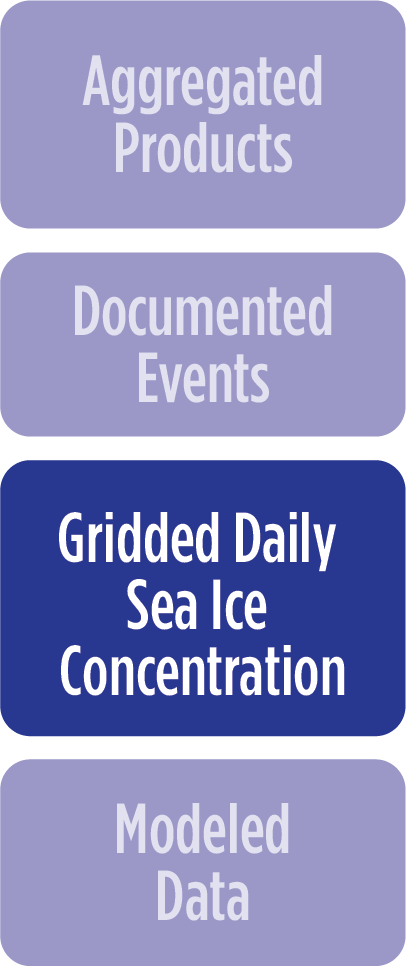 Aggregated
Products
Documented
Events
Gridded Daily
Sea Ice
Concentration
Modeled
Data